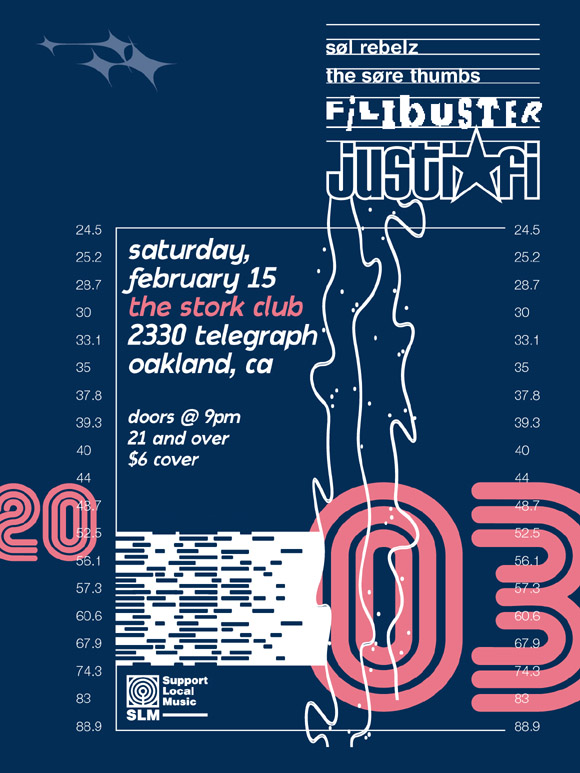 søl rebelz
the søre thumbs
FiLIbuSTER
justi★fi
24.5 24.5
saturday,
25.2 25.2
february 15
28.7 28.7
the stork club
30 30
2330 telegraph
33.1 33.1
oakland, ca
35 35
37.8 37.8
doors @ 9pm
39.3 39.3
21 and over
40 40
$6 cover
44 44
2003
48.7 48.7
52.5 52.5
56.1 56.1
57.3 57.3
60.6 60.6
67.9 67.9
74.3 74.3
Support
Local
Music
SLM
83 83
88.9 88.9